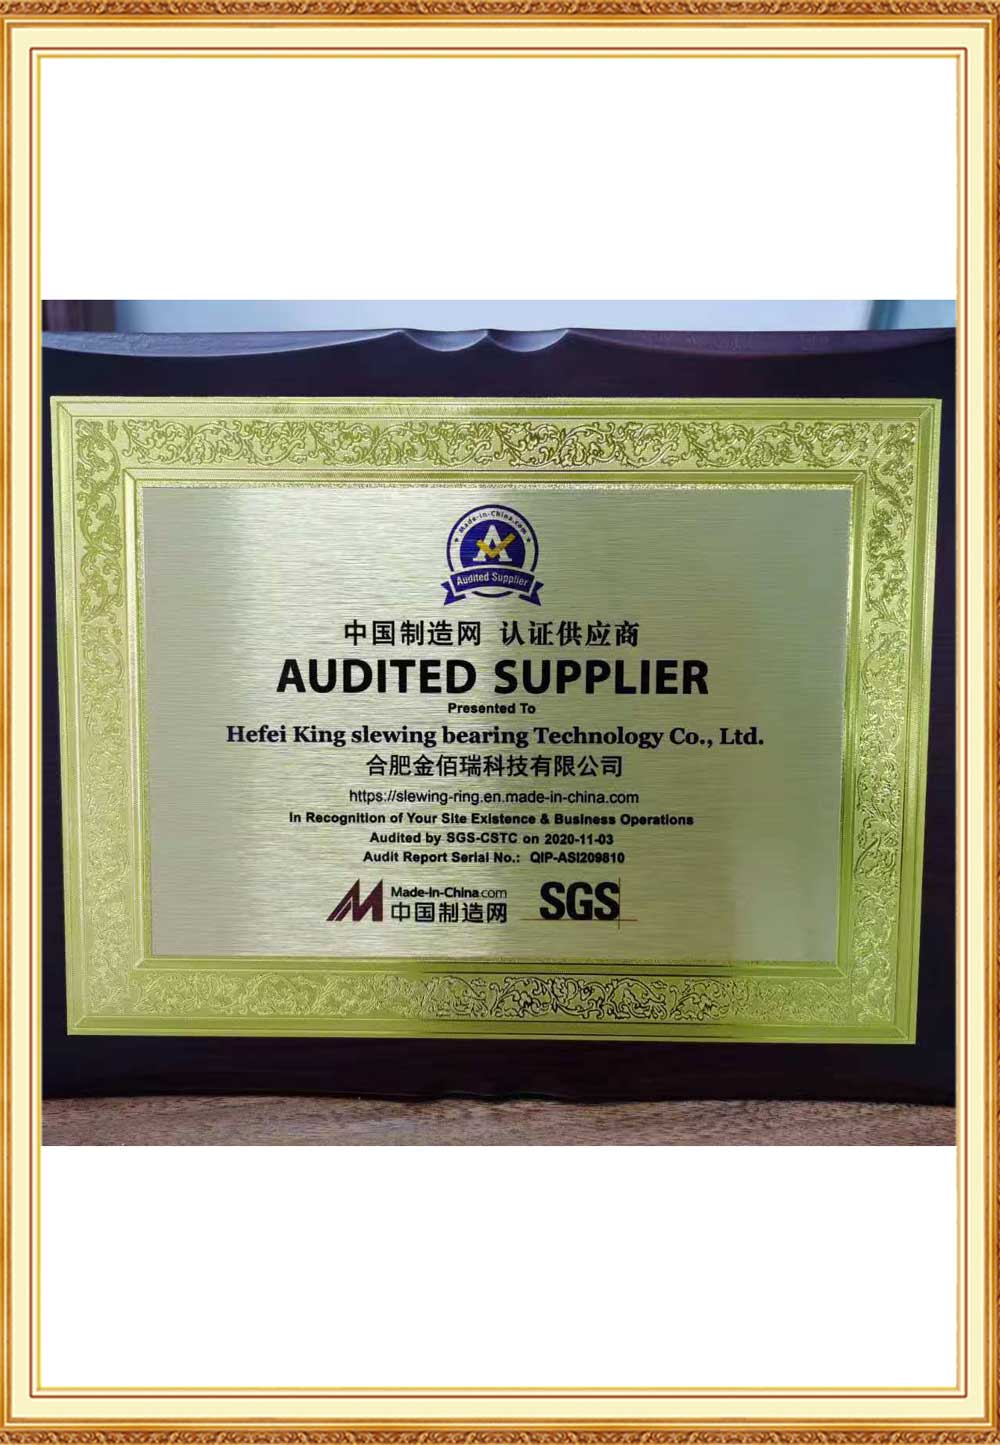 Made-in-China.com
Audited Supplier
中国制造网 认证供应商
AUDITED SUPPLIER
Presented To
Hefei King slewing bearing Technology Co., Ltd.
合肥金佰瑞科技有限公司
https://slewing-ring.en.made-in-china.com
In Recognition of Your Site Existence & Business Operations
Audited by SGS-CSTC on 2020-11-03
Audit Report Serial No.: QIP-ASI209810
Made-in-China.com
中国制造网
SGS